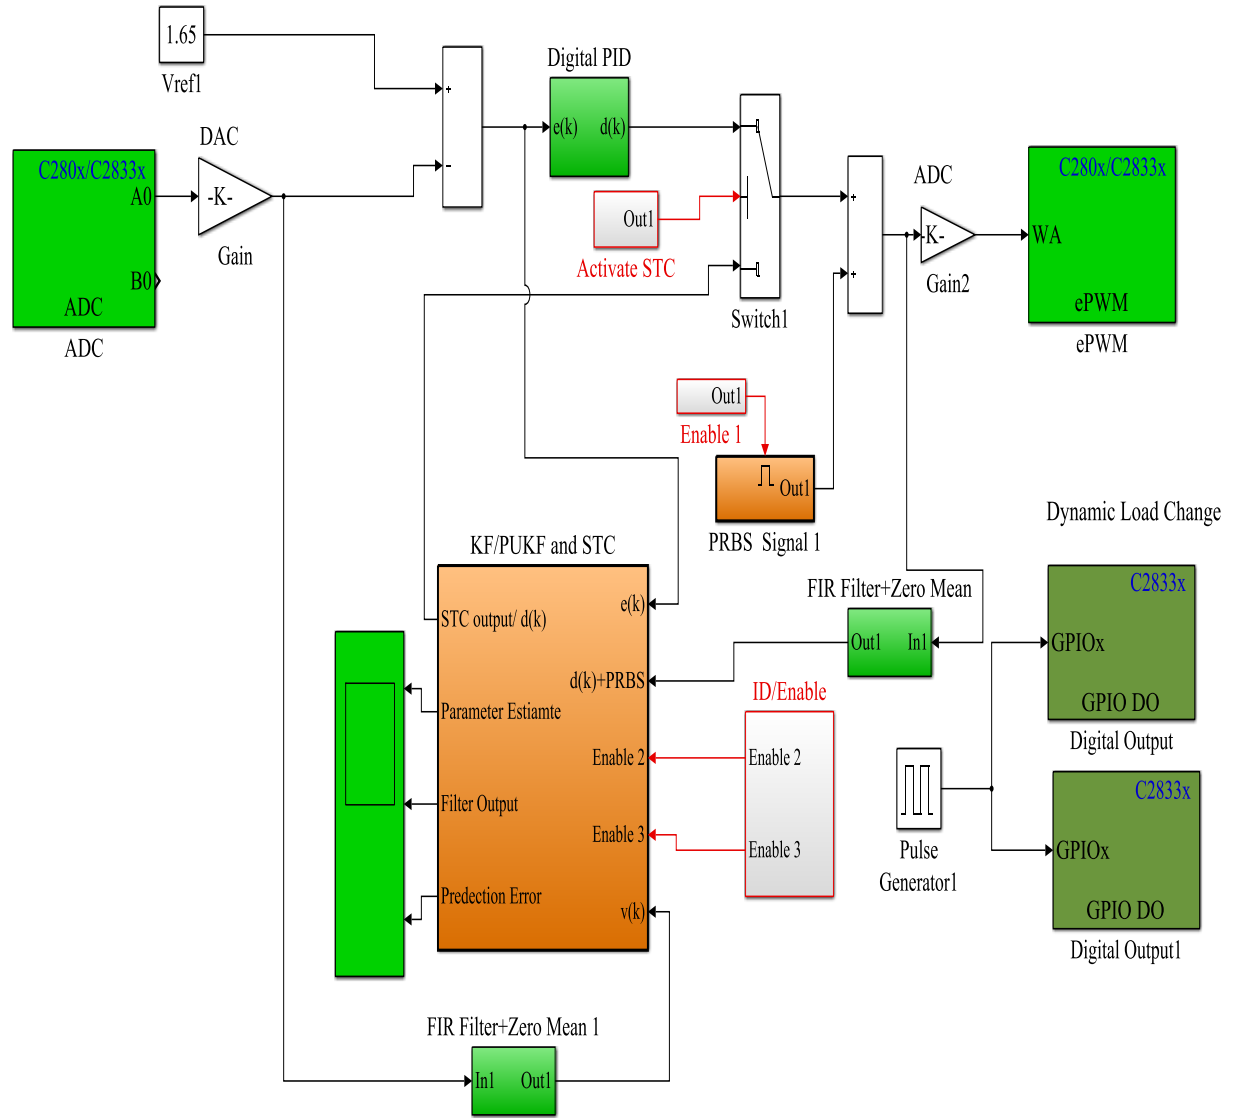 1.65
Vref1
DAC
C280x/C2833x
A0
B0
ADC
ADC
-K-
Gain
+
-
Digital PID
e(k)
d(k)
Out1
Activate STC
Switch1
+
+
ADC
-K-
Gain2
C280x/C2833x
WA
ePWM
ePWM
Out1
Enable 1
Out1
PRBS Signal 1
Dynamic Load Change
KF/PUKF and STC
e(k)
STC output/ d(k)
d(k)+PRBS
Parameter Estiamte
Enable 2
Filter Output
Enable 3
Predection Error
v(k)
FIR Filter+Zero Mean
Out1
In1
ID/Enable
Enable 2
Enable 3
C2833x
GPIOx
GPIO DO
Digital Output
Pulse
Generator1
C2833x
GPIOx
GPIO DO
Digital Output1
FIR Filter+Zero Mean 1
In1
Out1